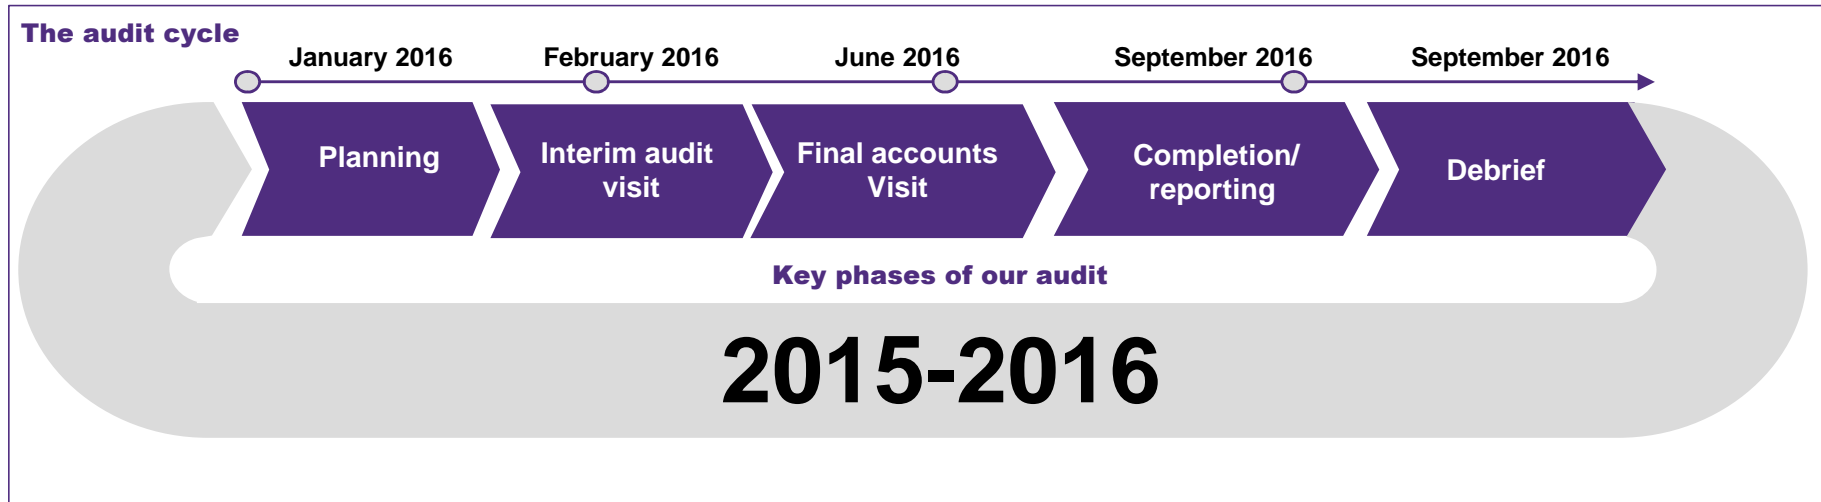 The audit cycle
January 2016
February 2016
June 2016
September 2016
September 2016
Planning
Interim audit
visit
Final accounts
Visit
Completion/
reporting
Debrief
Key phases of our audit
2015-2016